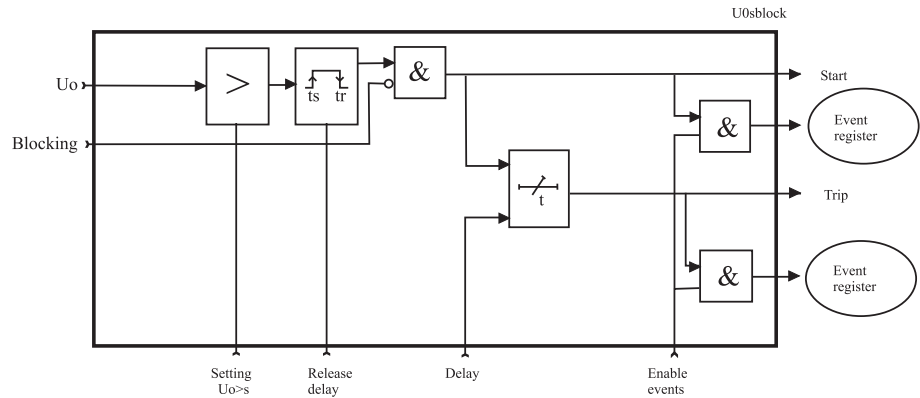 U0sblock
Uo
>
ts tr
&
Start
Blocking
&
Event
register
t
Trip
&
Event
register
Setting
Uo>s
Release
delay
Delay
Enable
events